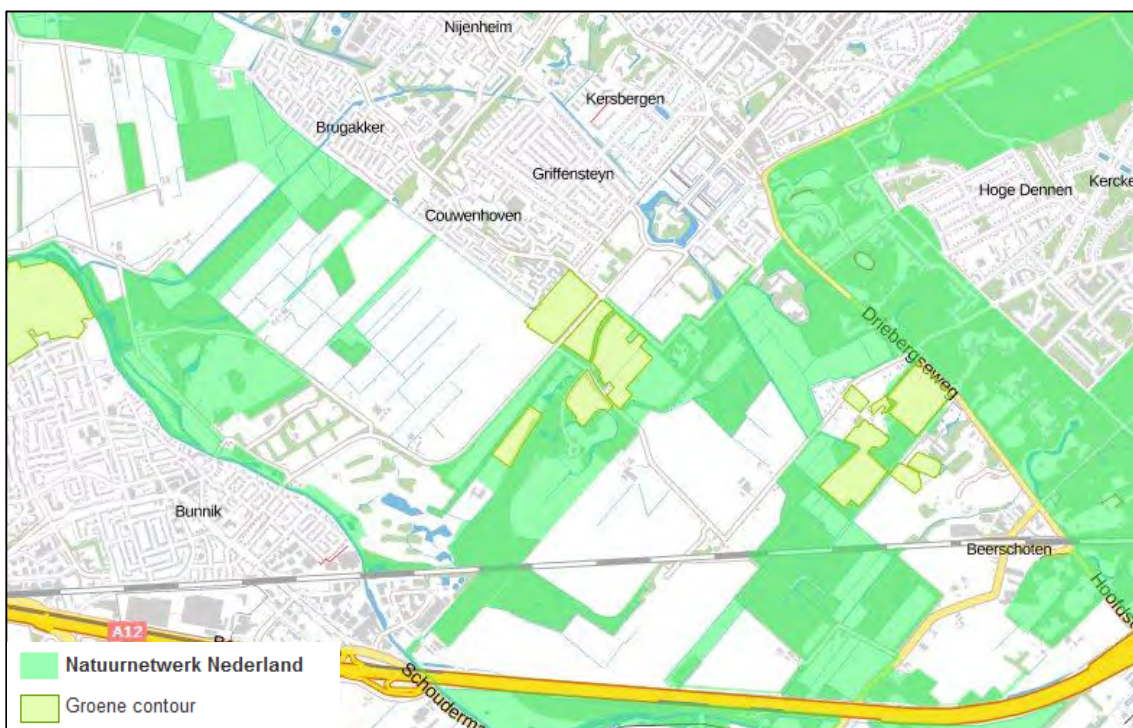 Nijenheim
Kersbergen
Brugakker
Griffensteyn
Hoge Dennen
Couwenhoven
Driebergseweg
Bunnik
Beerschoten
A12
Natuurnetwerk Nederland
Groene contour